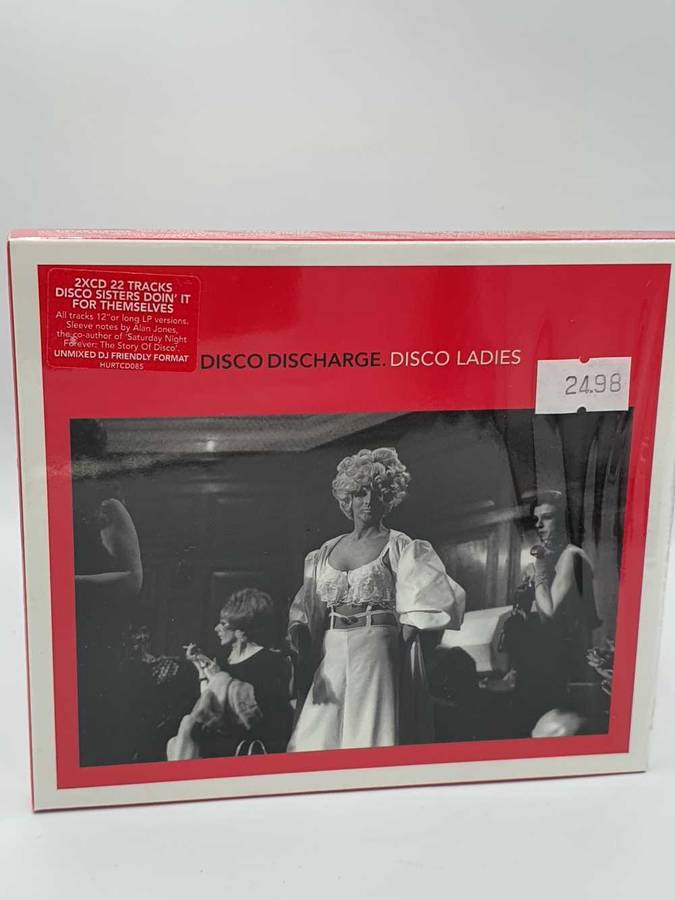 2XCD 22 TRACKS
DISCO SISTERS DOIN' IT
FOR THEMSELVES
All tracks 12" or long LP versions.
Sleeve notes by Alan Jones,
the co-author of 'Saturday Night
Forever: The Story Of Disco'.
UNMIXED DJ FRIENDLY FORMAT
HURTCD085
DISCO DISCHARGE. DISCO LADIES
24.98